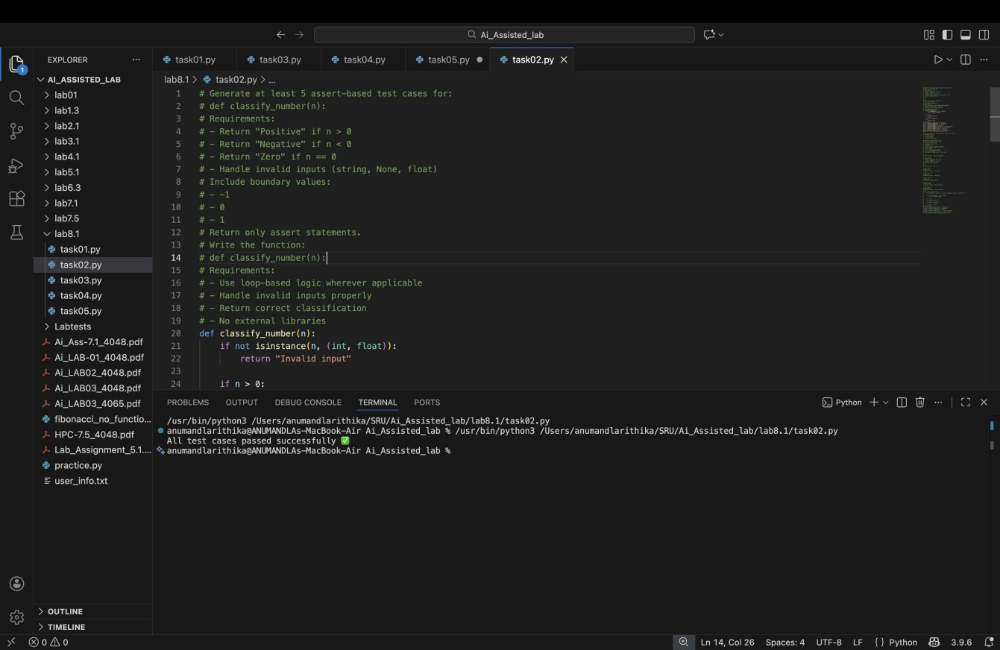 Ai_Assisted_lab
EXPLORER
AI_ASSISTED_LAB
lab01
lab1.3
lab2.1
lab3.1
lab4.1
lab5.1
lab6.3
lab7.1
lab7.5
lab8.1
task01.py
task02.py
task03.py
task04.py
task05.py
Labtests
Ai_Ass-7.1_4048.pdf
Ai_LAB-01_4048.pdf
Ai_LAB02_4048.pdf
Ai_LAB03_4048.pdf
Ai_LAB03_4065.pdf
fibonacci_no_functio...
HPC-7.5_4048.pdf
Lab_Assignment_5.1....
practice.py
user_info.txt
OUTLINE
TIMELINE
1
task01.py task03.py task04.py task05.py task02.py
lab8.1 > task02.py > ...
1 # Generate at least 5 assert-based test cases for:
2 # def classify_number(n):
3 # Requirements:
4 # - Return "Positive" if n > 0
5 # - Return "Negative" if n < 0
6 # - Return "Zero" if n == 0
7 # - Handle invalid inputs (string, None, float)
8 # Include boundary values:
9 # - -1
10 # - 0
11 # - 1
12 # Return only assert statements.
13 # Write the function:
14 # def classify_number(n):
15 # Requirements:
16 # - Use loop-based logic wherever applicable
17 # - Handle invalid inputs properly
18 # - Return correct classification
19 # - No external libraries
20 def classify_number(n):
21 if not isinstance(n, (int, float)):
22 return "Invalid input"
23
24 if n > 0:
PROBLEMS OUTPUT DEBUG CONSOLE TERMINAL PORTS
Python
/usr/bin/python3 /Users/anumandlarithika/SRU/Ai_Assisted_lab/lab8.1/task02.py
anumandlarithika@ANUMANDLAs-MacBook-Air Ai_Assisted_lab % /usr/bin/python3 /Users/anumandlarithika/SRU/Ai_Assisted_lab/lab8.1/task02.py
All test cases passed successfully ✅
anumandlarithika@ANUMANDLAs-MacBook-Air Ai_Assisted_lab %
0 0
Ln 14, Col 26 Spaces: 4 UTF-8 LF {} Python 3.9.6